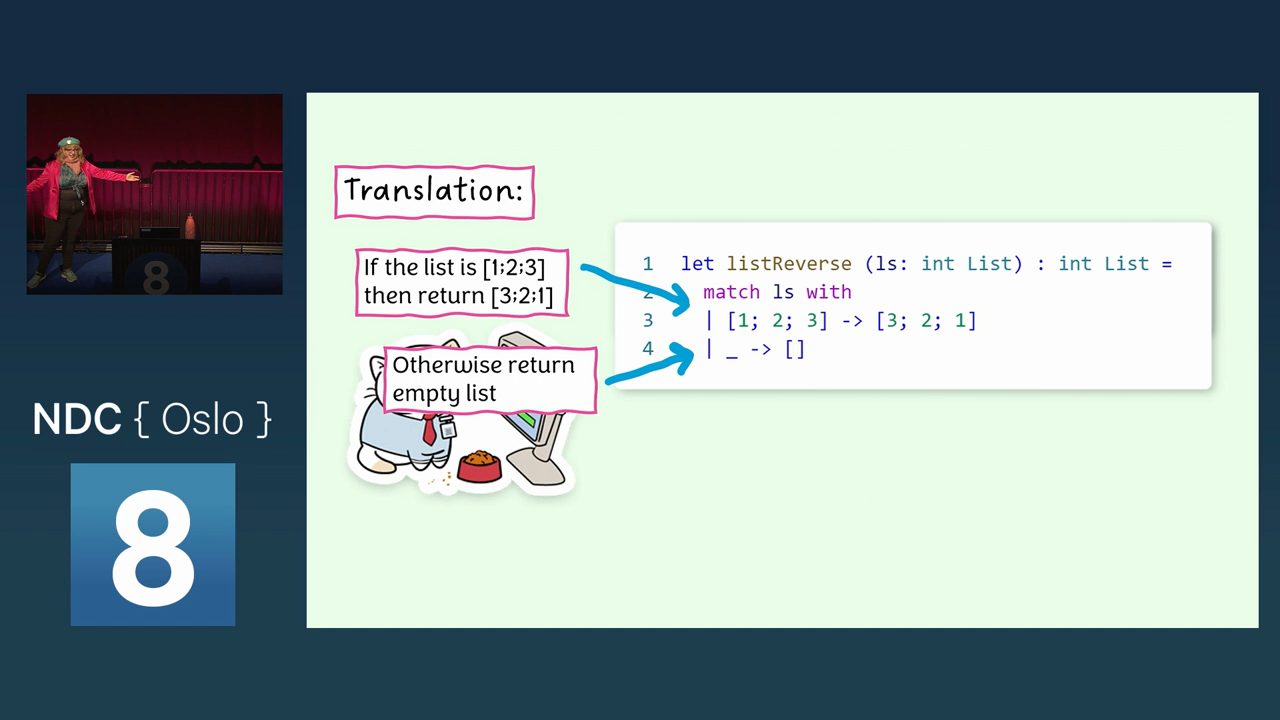 Translation:
If the list is [1;2;3]
then return [3;2;1]
Otherwise return
empty list
1 let listReverse (ls: int List) : int List =
2 match ls with
3 | [1; 2; 3] -> [3; 2; 1]
4 | _ -> []
8
NDC { Oslo }
8